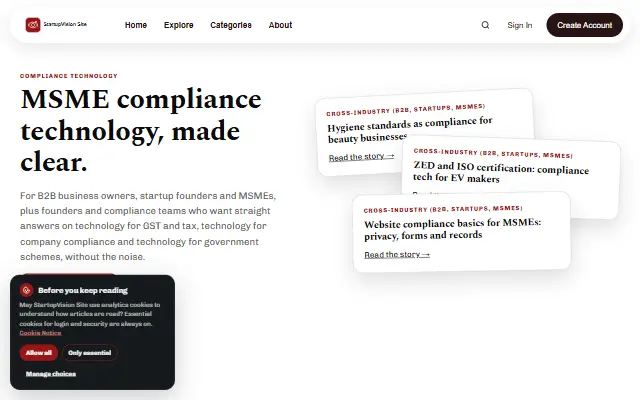 StartupVision Site
Home Explore Categories About
Sign In
Create Account
COMPLIANCE TECHNOLOGY
MSME compliance
technology, made
clear.
For B2B business owners, startup founders and MSMEs,
plus founders and compliance teams who want straight
answers on technology for GST and tax, technology for
company compliance and technology for government
schemes, without the noise.
CROSS-INDUSTRY (B2B, STARTUPS, MSMES)
Hygiene standards as compliance for
beauty businesses
Read the story →
CROSS-INDUSTRY (B2B, STARTUPS, MSMES)
ZED and ISO certification: compliance
tech for EV makers
CROSS-INDUSTRY (B2B, STARTUPS, MSMES)
Website compliance basics for MSMEs:
privacy, forms and records
Read the story →
Before you keep reading
May StartupVision Site use analytics cookies to
understand how articles are read? Essential
cookies for login and security are always on.
Cookie Notice
Allow all
Only essential
Manage choices